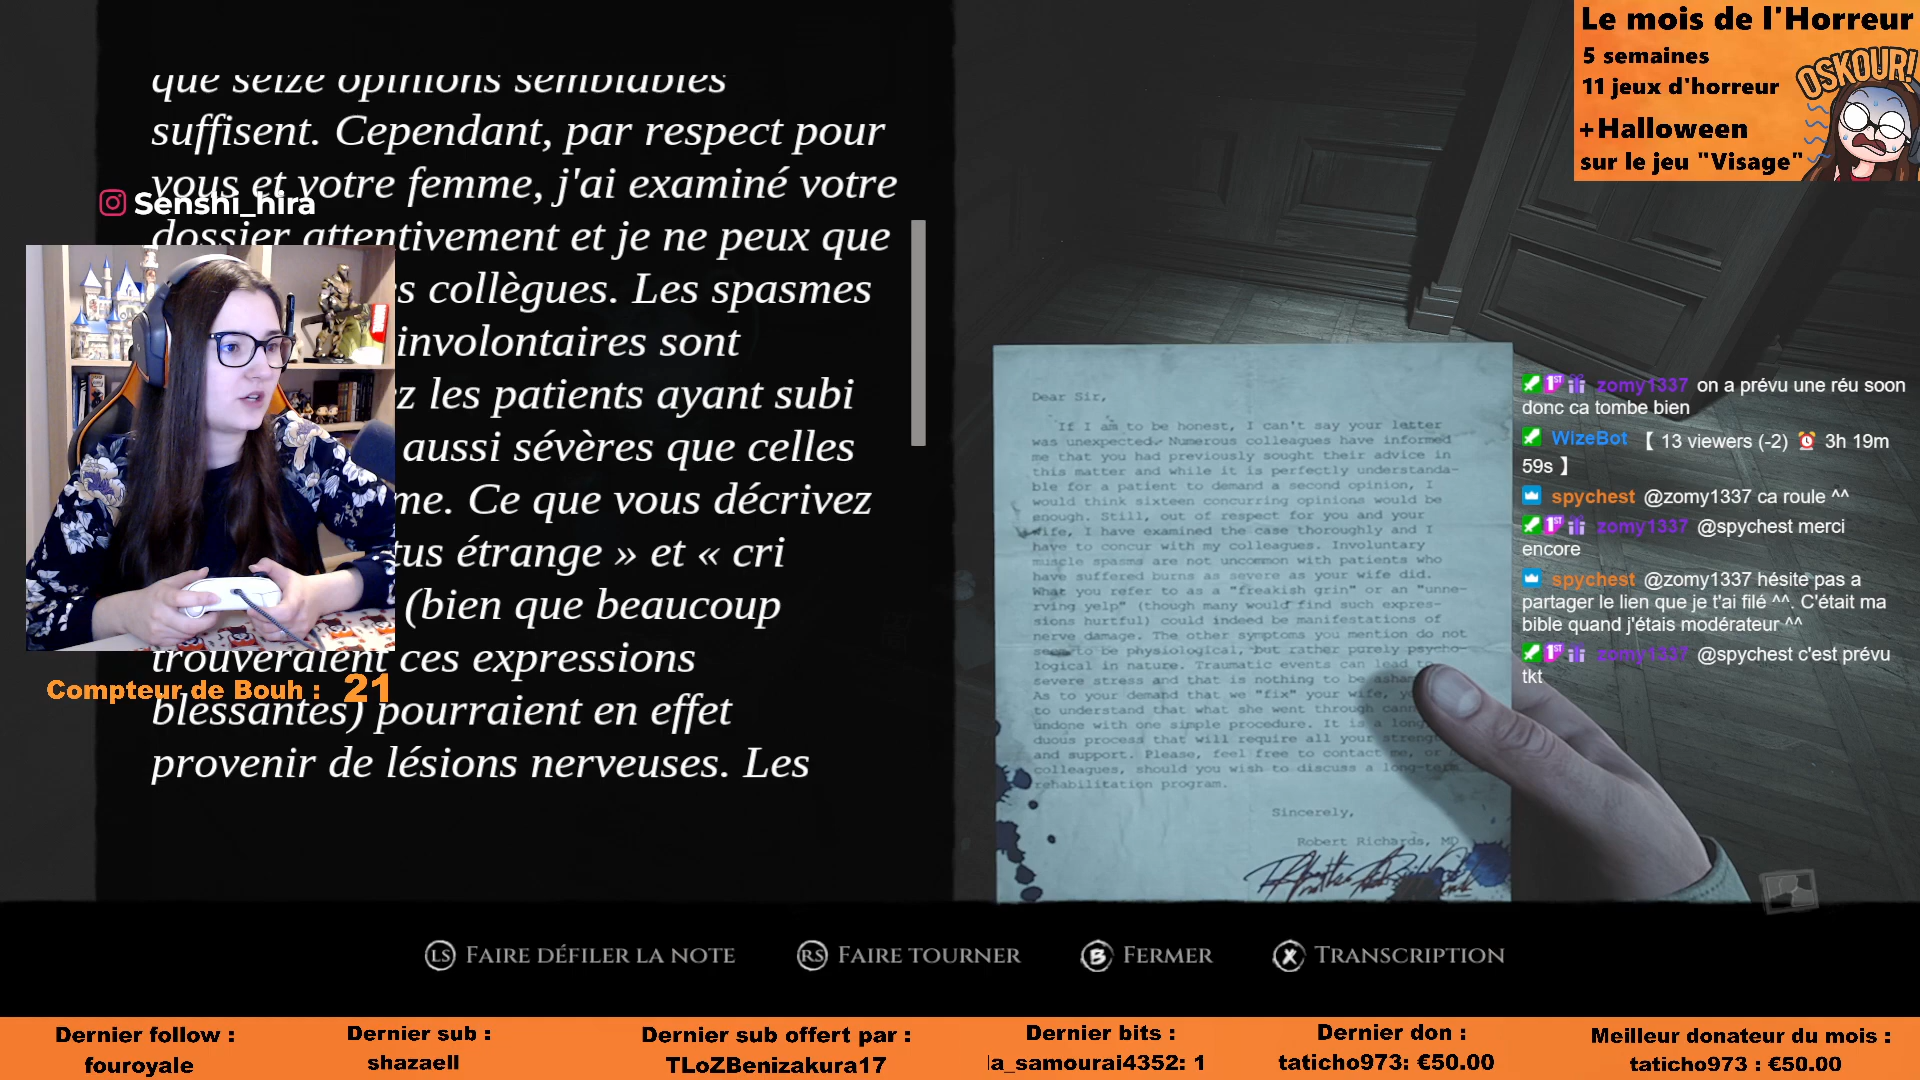 que seize opinions semblables
suffisent. Cependant, par respect pour
vous et votre femme, j'ai examiné votre
dossier attentivement et je ne peux que
s collègues. Les spasmes
involontaires sont
z les patients ayant subi
aussi sévères que celles
me. Ce que vous décrivez
tus étrange » et « cri
(bien que beaucoup
trouveraient ces expressions
blessantes) pourraient en effet
provenir de lésions nerveuses. Les
Senshi_hira
Compteur de Bouh : 21
Dear Sir,
If I am to be honest, I can't say your letter
was unexpected. Numerous colleagues have informed
me that you had previously sought their advice in
this matter and while it is perfectly understanda-
ble for a patient to demand a second opinion, I
would think sixteen concurring opinions would be
enough. Still, out of respect for you and your
wife, I have examined the case thoroughly and I
have to concur with my colleagues. Involuntary
muscle spasms are not uncommon with patients who
have suffered burns as severe as your wife did.
What you refer to as a "freakish grin" or an "unne-
rving yelp" (though many would find such expres-
sions hurtful) could indeed be manifestations of
nerve damage. The other symptoms you mention do not
seem to be physiological, but rather purely psycho-
logical in nature. Traumatic events can lead to
severe stress and that is nothing to be asham
As to your demand that we "fix" your wife, y
to understand that what she went through cann
undone with one simple procedure. It is a long
duous process that will require all your streng
and support. Please, feel free to contact me, or
colleagues, should you wish to discuss a long-term
rehabilitation program.
Sincerely,
Robert Richards, MD
Le mois de l'Horreur
5 semaines
11 jeux d'horreur
+Halloween
sur le jeu "Visage"
OSKOUR!
1ST zomy1337 on a prévu une réu soon
donc ca tombe bien
WizeBot 【 13 viewers (-2) ⏰ 3h 19m
59s 】
spychest @zomy1337 ca roule ^^
1ST zomy1337 @spychest merci
encore
spychest @zomy1337 hésite pas a
partager le lien que je t'ai filé ^^. C'était ma
bible quand j'étais modérateur ^^
1ST zomy1337 @spychest c'est prévu
tkt
LS FAIRE DÉFILER LA NOTE
RS FAIRE TOURNER
B FERMER
X TRANSCRIPTION
Dernier follow :
fouroyale
Dernier sub :
shazaell
Dernier sub offert par :
TLoZBenizakura17
Dernier bits :
la_samourai4352: 1
Dernier don :
taticho973: €50.00
Meilleur donateur du mois :
taticho973 : €50.00